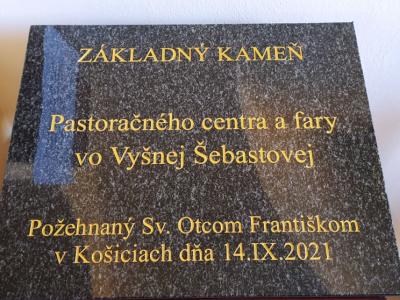 ZÁKLADNÝ KAMEŇ
Pastoračného centra a fary
vo Vyšnej Šebastovej
Požehnaný Sv. Otcom Františkom
v Košiciach dňa 14.IX.2021